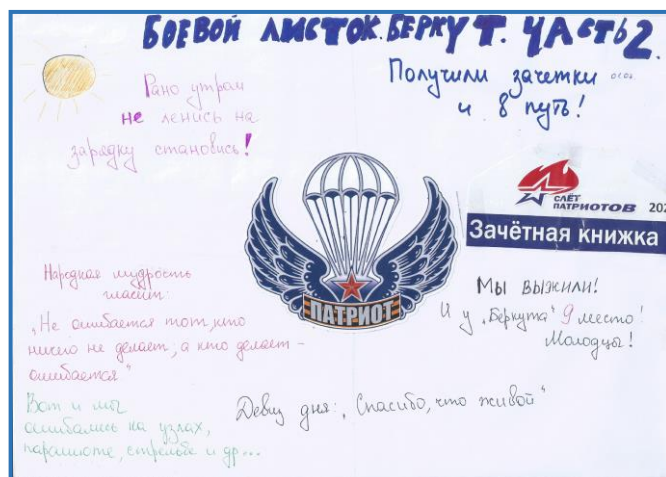 БОЕВОЙ ЛИСТОК. БЕРКУТ. ЧАСТЬ 2.
Рано утром
не ленись на
зарядку становись!
Получили зачетки
и в путь!
СЛЁТ
ПАТРИОТОВ 202
Зачётная книжка
ПАТРИОТ
Народная мудрость
гласит:
„Не ошибается тот, кто
ничего не делает, а кто делает –
ошибается"
Мы выжили!
И у „Беркута" 9 место!
Молодцы!
Вот и мы
ошибались на узлах,
парашюте, стрельбе и др...
Девиз дня: „Спасибо, что живой"